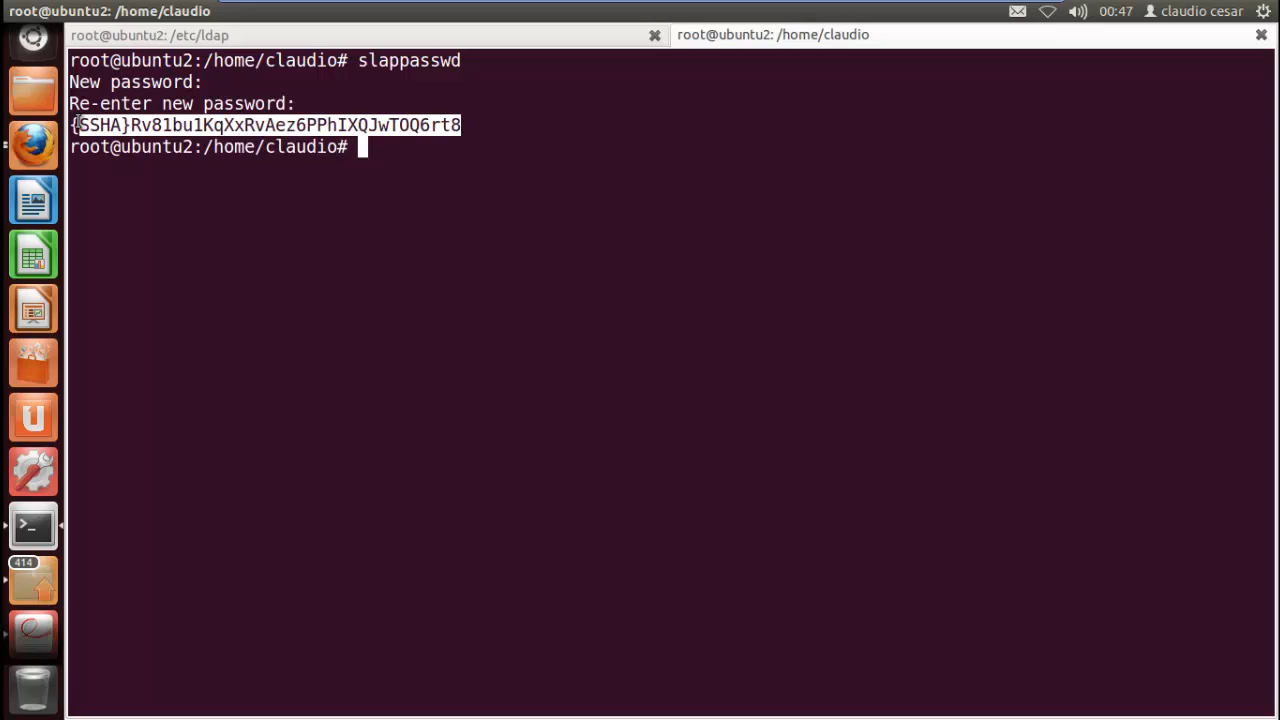 root@ubuntu2: /home/claudio
00:47
claudio cesar
root@ubuntu2: /etc/ldap
root@ubuntu2: /home/claudio
root@ubuntu2:/home/claudio# slappasswd
New password:
Re-enter new password:
{SSHA}Rv81bu1KqXxRvAez6PPhIXQJwTOQ6rt8
root@ubuntu2:/home/claudio#
414